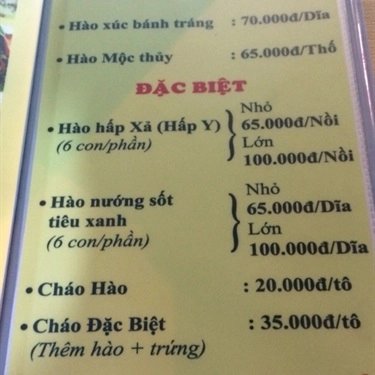 • Hào xúc bánh tráng : 70.000đ/Dĩa
• Hào Mộc thủy : 65.000đ/Thố
ĐẶC BIỆT
Nhỏ
• Hào hấp Xả (Hấp Y) 65.000đ/Nồi
(6 con/phần) Lớn
100.000đ/Nồi
Nhỏ
• Hào nướng sốt 65.000đ/Dĩa
tiêu xanh Lớn
(6 con/phần) 100.000đ/Dĩa
• Cháo Hào : 20.000đ/tô
• Cháo Đặc Biệt : 35.000đ/tô
(Thêm hào + trứng)